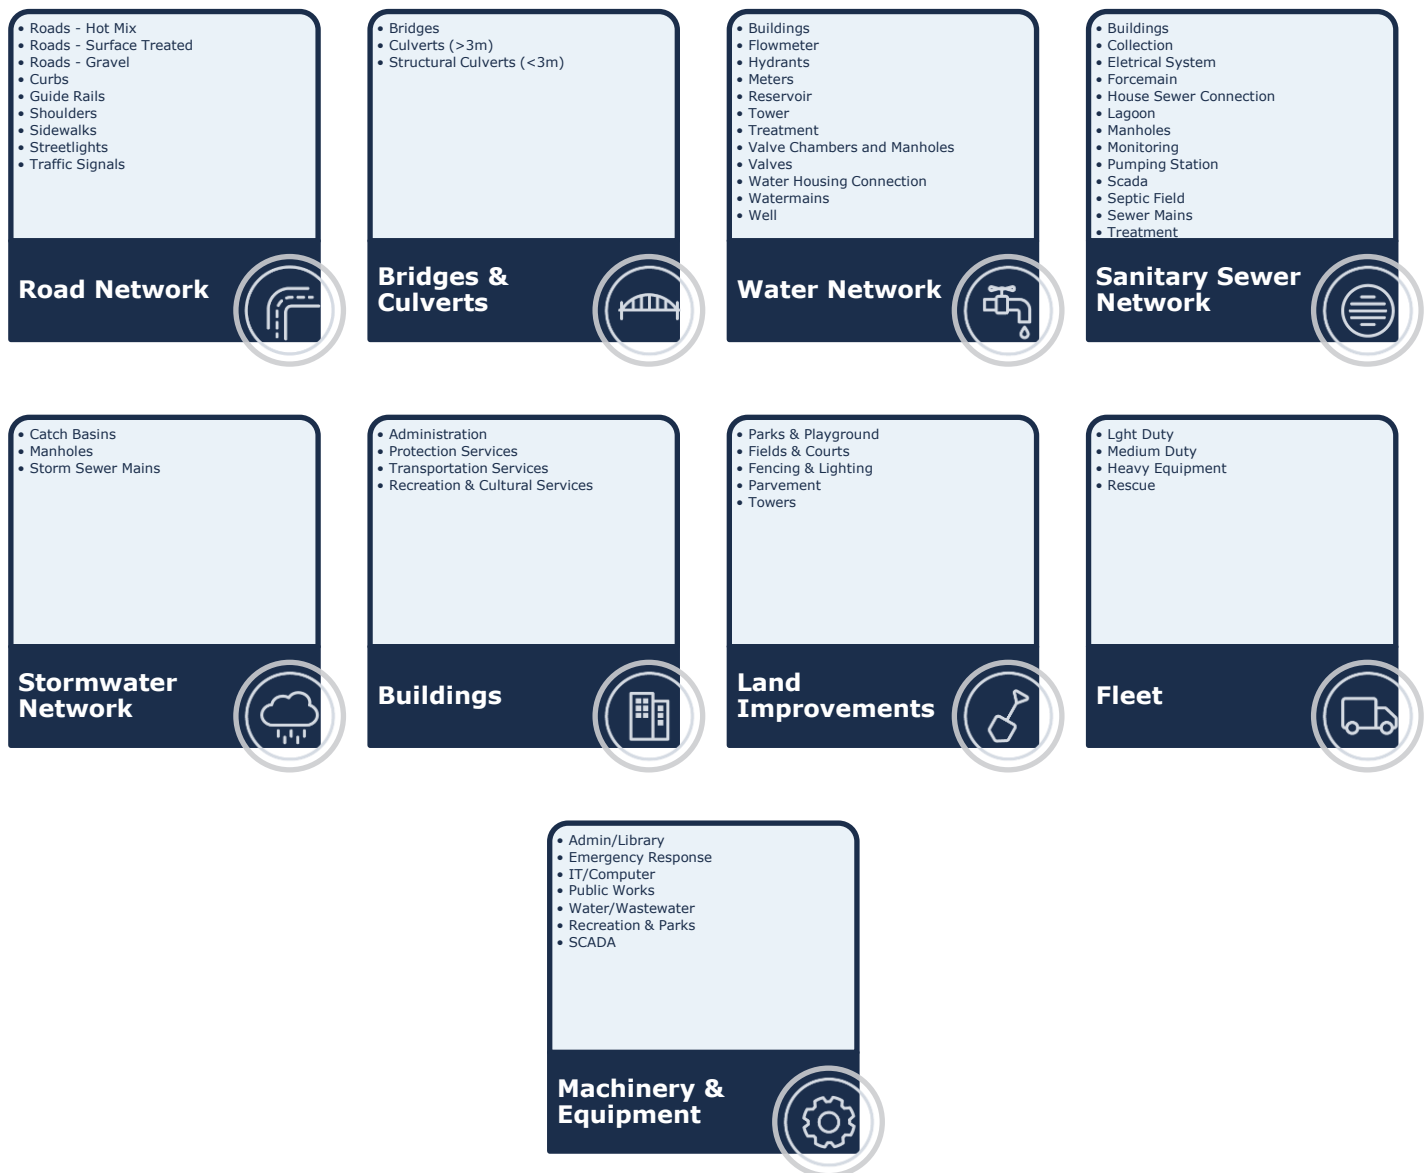 • Roads - Hot Mix
• Roads - Surface Treated
• Roads - Gravel
• Curbs
• Guide Rails
• Shoulders
• Sidewalks
• Streetlights
• Traffic Signals
Road Network
• Bridges
• Culverts (>3m)
• Structural Culverts (<3m)
Bridges &
Culverts
• Buildings
• Flowmeter
• Hydrants
• Meters
• Reservoir
• Tower
• Treatment
• Valve Chambers and Manholes
• Valves
• Water Housing Connection
• Watermains
• Well
Water Network
• Buildings
• Collection
• Eletrical System
• Forcemain
• House Sewer Connection
• Lagoon
• Manholes
• Monitoring
• Pumping Station
• Scada
• Septic Field
• Sewer Mains
• Treatment
Sanitary Sewer
Network
• Catch Basins
• Manholes
• Storm Sewer Mains
Stormwater
Network
• Administration
• Protection Services
• Transportation Services
• Recreation & Cultural Services
Buildings
• Parks & Playground
• Fields & Courts
• Fencing & Lighting
• Parvement
• Towers
Land
Improvements
• Lght Duty
• Medium Duty
• Heavy Equipment
• Rescue
Fleet
• Admin/Library
• Emergency Response
• IT/Computer
• Public Works
• Water/Wastewater
• Recreation & Parks
• SCADA
Machinery &
Equipment